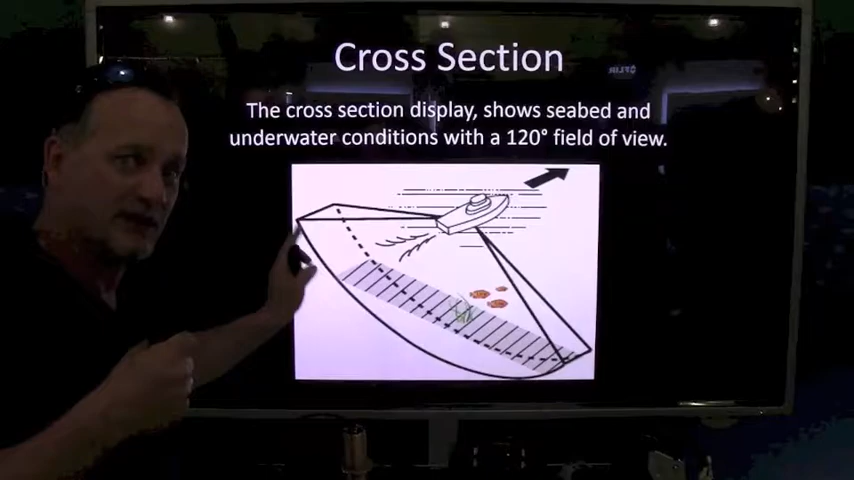 Cross Section
The cross section display, shows seabed and
underwater conditions with a 120° field of view.